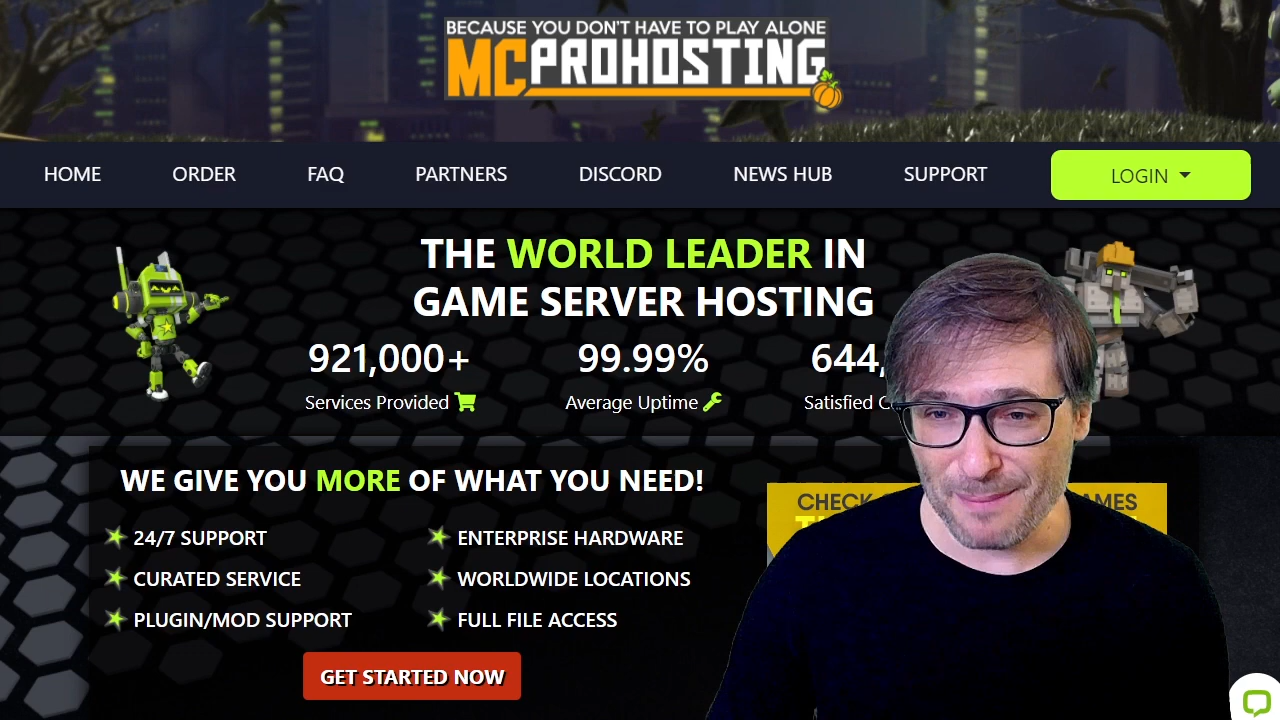 BECAUSE YOU DON'T HAVE TO PLAY ALONE
MCPROHOSTING
HOME ORDER FAQ PARTNERS DISCORD NEWS HUB SUPPORT LOGIN
THE WORLD LEADER IN
GAME SERVER HOSTING
921,000+ 99.99% 644,
Services Provided Average Uptime Satisfied
WE GIVE YOU MORE OF WHAT YOU NEED!
CHECK
24/7 SUPPORT ENTERPRISE HARDWARE
CURATED SERVICE WORLDWIDE LOCATIONS
PLUGIN/MOD SUPPORT FULL FILE ACCESS
GET STARTED NOW